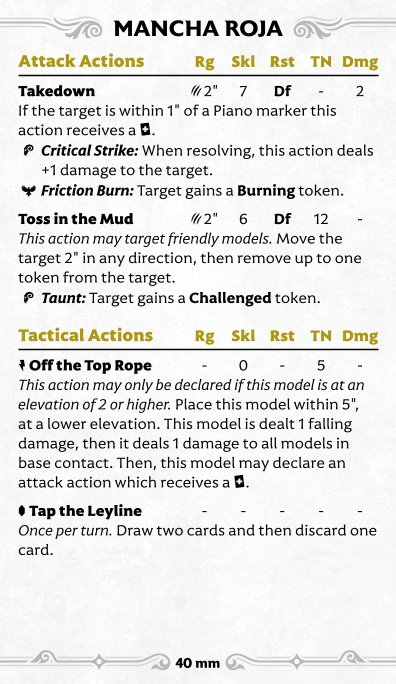 MANCHA ROJA
Attack Actions Rg Skl Rst TN Dmg
Takedown 2" 7 Df - 2
If the target is within 1" of a Piano marker this
action receives a .
Critical Strike: When resolving, this action deals
+1 damage to the target.
Friction Burn: Target gains a Burning token.
Toss in the Mud 2" 6 Df 12 -
This action may target friendly models. Move the
target 2" in any direction, then remove up to one
token from the target.
Taunt: Target gains a Challenged token.
Tactical Actions Rg Skl Rst TN Dmg
Off the Top Rope - 0 - 5 -
This action may only be declared if this model is at an
elevation of 2 or higher. Place this model within 5",
at a lower elevation. This model is dealt 1 falling
damage, then it deals 1 damage to all models in
base contact. Then, this model may declare an
attack action which receives a .
Tap the Leyline - - - - -
Once per turn. Draw two cards and then discard one
card.
40 mm